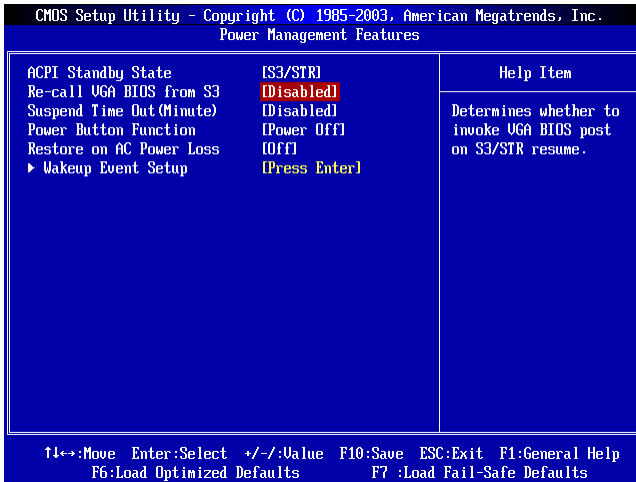 CMOS Setup Utility - Copyright (C) 1985-2003, American Megatrends, Inc.
Power Management Features
ACPI Standby State [S3/STR]
Re-call VGA BIOS from S3 [Disabled]
Suspend Time Out(Minute) [Disabled]
Power Button Function [Power Off]
Restore on AC Power Loss [Off]
▶ Wakeup Event Setup [Press Enter]
Help Item
Determines whether to
invoke VGA BIOS post
on S3/STR resume.
↑↓↔:Move Enter:Select +/-/:Value F10:Save ESC:Exit F1:General Help
F6:Load Optimized Defaults F7 :Load Fail-Safe Defaults